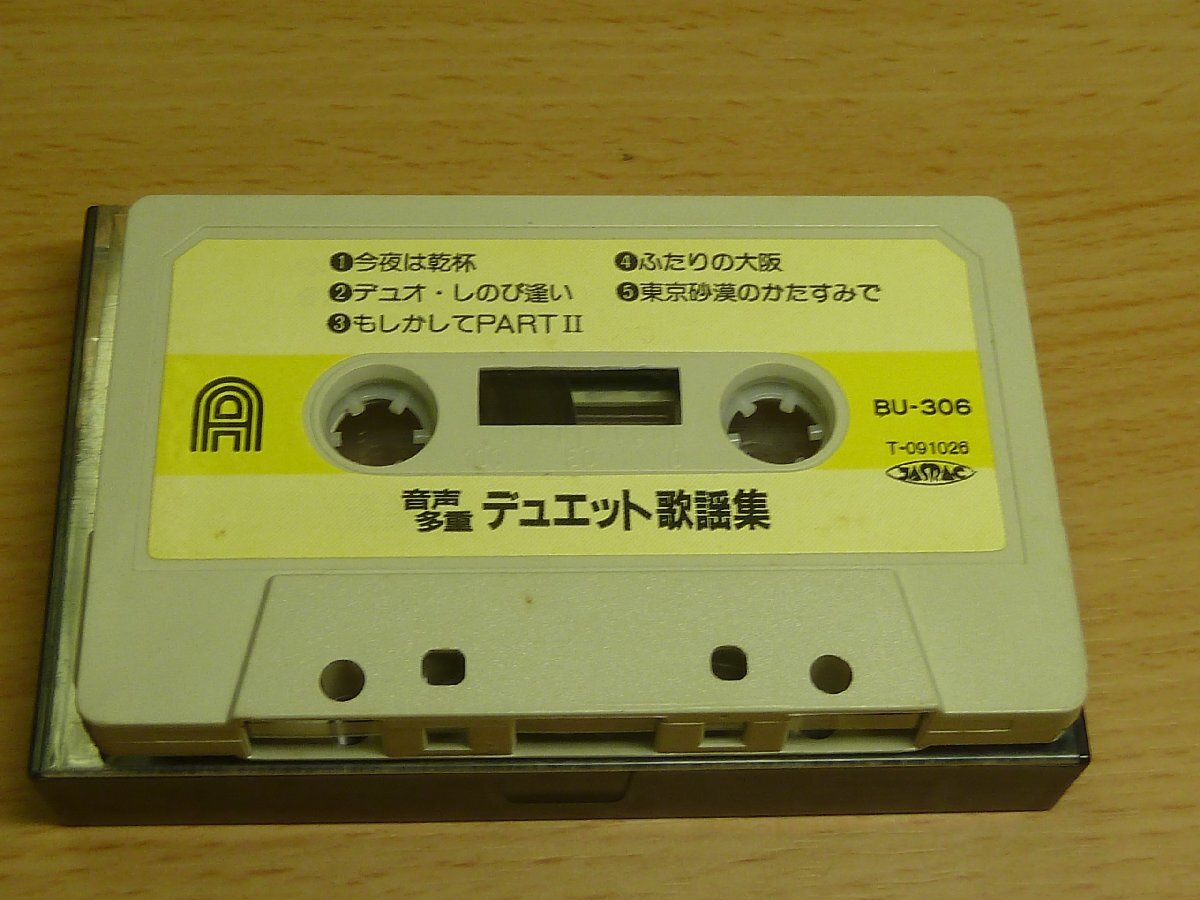 ❶今夜は乾杯
❷デュオ・しのび逢い
❸もしかしてPART II
❹ふたりの大阪
❺東京砂漠のかたすみで
A
BU-306
T-091026
JASRAC
音声多重 デュエット歌謡集